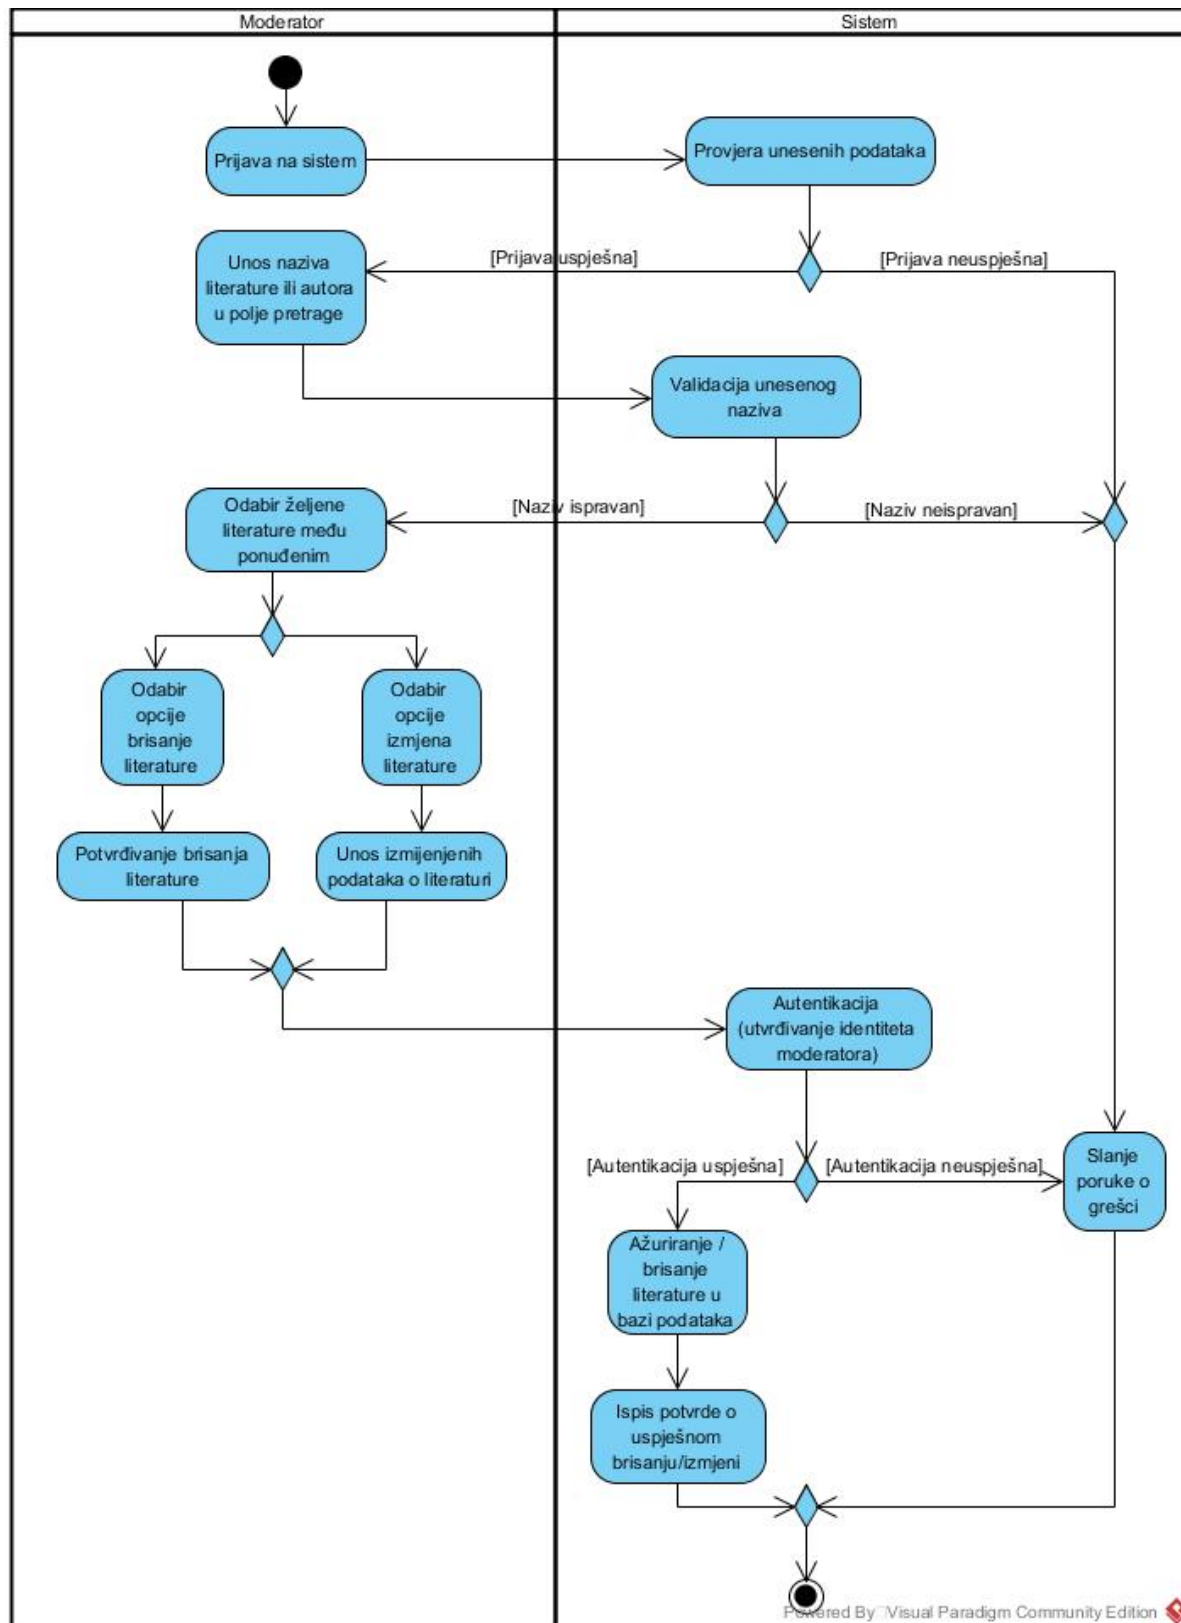 Moderator
Sistem
Prijava na sistem
Provjera unesenih podataka
[Prijava uspješna]
[Prijava neuspješna]
Unos naziva
literature ili autora
u polje pretrage
Validacija unesenog
naziva
[Naziv ispravan]
[Naziv neispravan]
Odabir željene
literature među
ponuđenim
Odabir
opcije
brisanje
literature
Odabir
opcije
izmjena
literature
Potvrđivanje brisanja
literature
Unos izmijenjenih
podataka o literaturi
Autentikacija
(utvrđivanje identiteta
moderatora)
[Autentikacija uspješna]
[Autentikacija neuspješna]
Slanje
poruke o
grešci
Ažuriranje /
brisanje
literature u
bazi podataka
Ispis potvrde o
uspješnom
brisanju/izmjeni
Powered By Visual Paradigm Community Edition